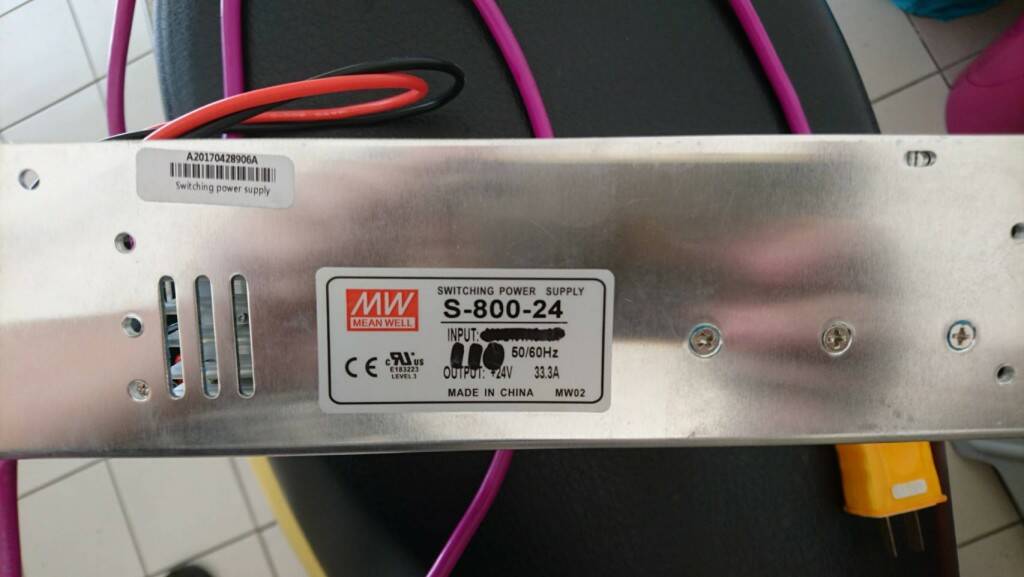 A20170428906A
Switching power supply
MW
MEAN WELL
SWITCHING POWER SUPPLY
S-800-24
INPUT:
50/60Hz
OUTPUT: +24V 33.3A
CE c RU US
E183223
LEVEL 3
MADE IN CHINA MW02